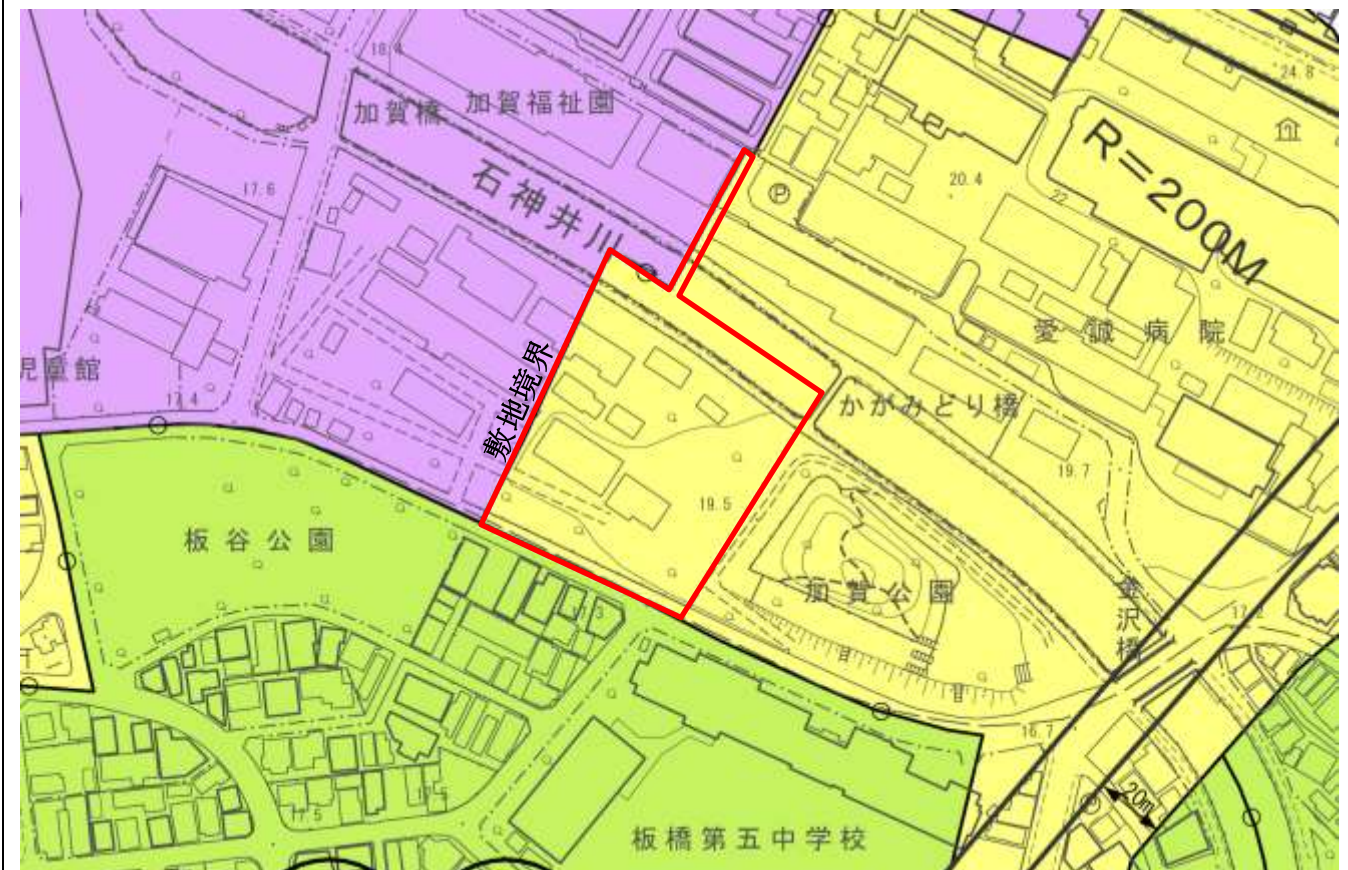 18.4
24.8
加賀橋
加賀福祉園
R=200M
石神井川
17.6
20.4
22
P
愛誠病院
児童館
17.4
敷地境界
かがみどり橋
19.7
19.5
板谷公園
加賀公園
金沢橋
17.3
16.7
20m
17.5
板橋第五中学校